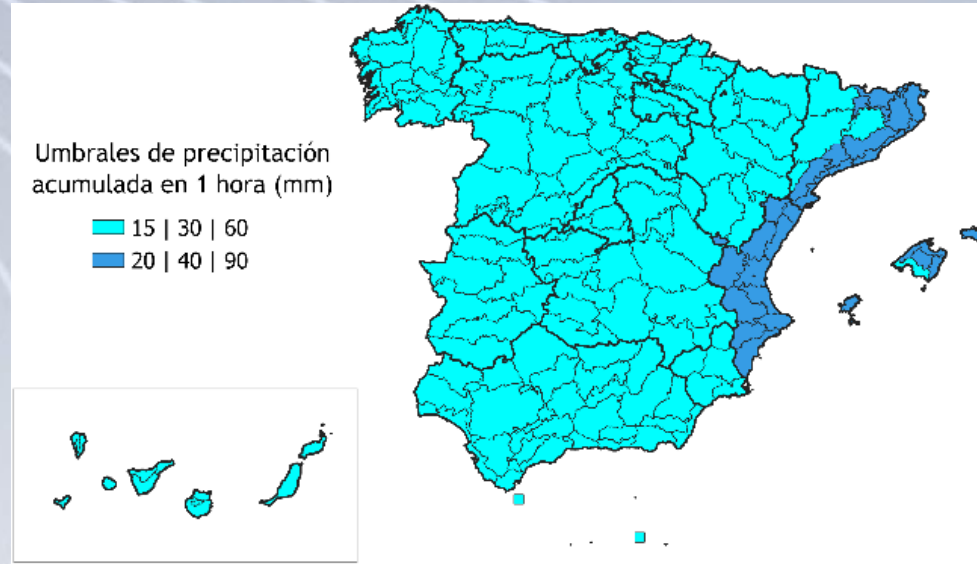 Umbrales de precipitación
acumulada en 1 hora (mm)
15 | 30 | 60
20 | 40 | 90